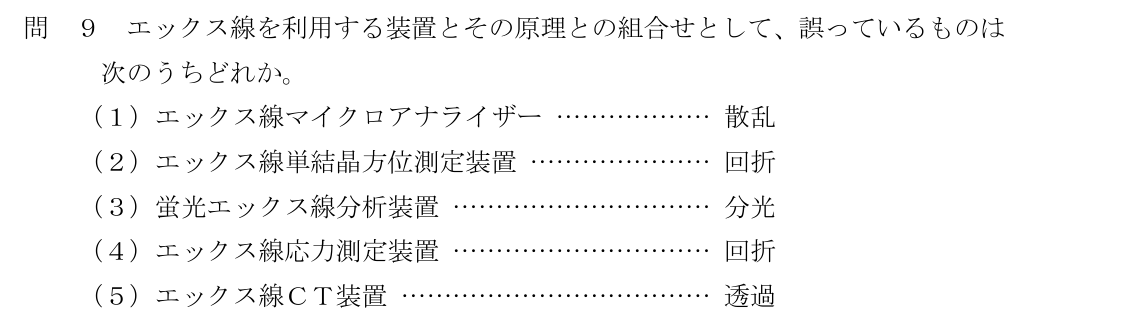 問　９　エックス線を利用する装置とその原理との組合せとして、誤っているものは
次のうちどれか。
（１）エックス線マイクロアナライザー ……………… 散乱
（２）エックス線単結晶方位測定装置 ………………… 回折
（３）蛍光エックス線分析装置 ………………………… 分光
（４）エックス線応力測定装置 ………………………… 回折
（５）エックス線ＣＴ装置 ……………………………… 透過